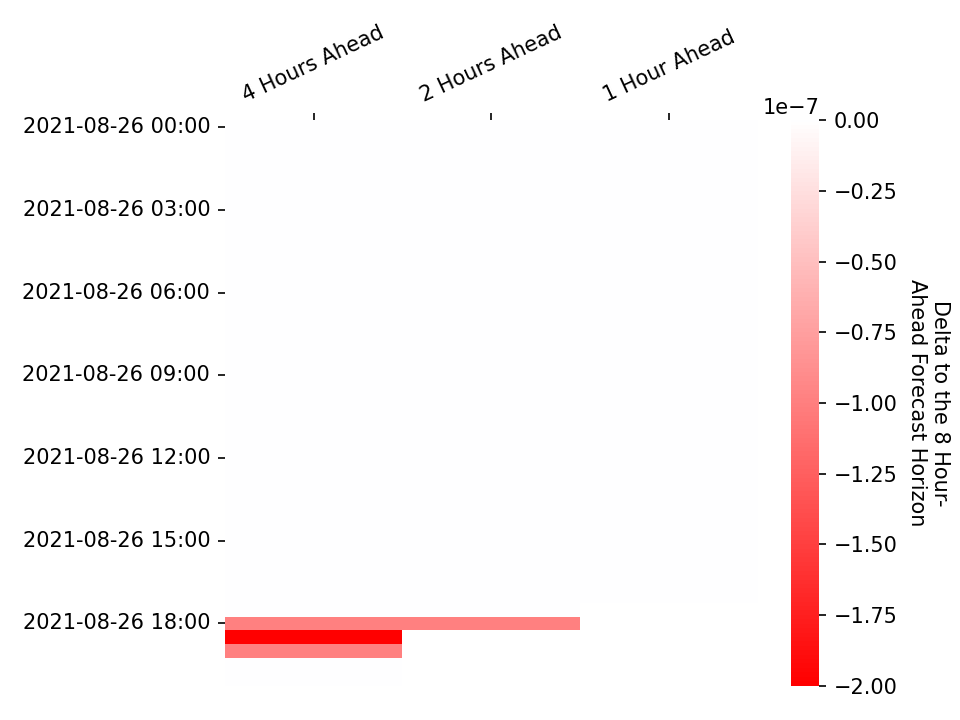 4 Hours Ahead
2 Hours Ahead
1 Hour Ahead
1e−7
2021-08-26 00:00
2021-08-26 03:00
2021-08-26 06:00
2021-08-26 09:00
2021-08-26 12:00
2021-08-26 15:00
2021-08-26 18:00
0.00
−0.25
−0.50
−0.75
−1.00
−1.25
−1.50
−1.75
−2.00
Delta to the 8 Hour-
Ahead Forecast Horizon